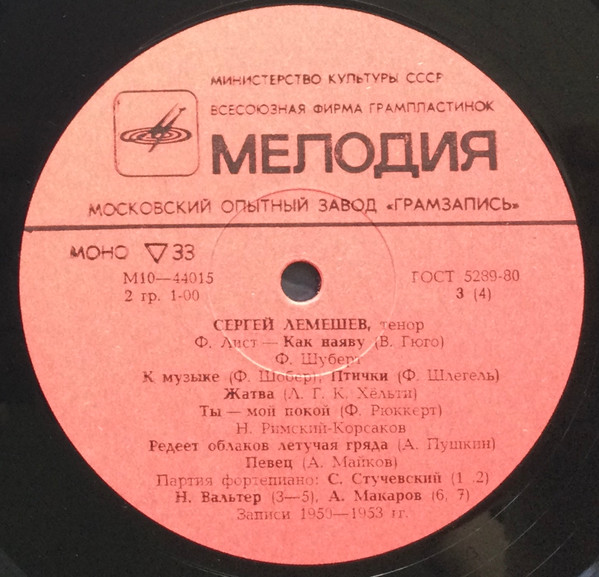 МИНИСТЕРСТВО КУЛЬТУРЫ СССР
ВСЕСОЮЗНАЯ ФИРМА ГРАМПЛАСТИНОК
МЕЛОДИЯ
МОСКОВСКИЙ ОПЫТНЫЙ ЗАВОД «ГРАМЗАПИСЬ»
МОНО ▽ 33
М10—44015 ГОСТ 5289-80
2 гр. 1-00 3 (4)
СЕРГЕЙ ЛЕМЕШЕВ, тенор
Ф. Лист — Как наяву (В. Гюго)
Ф. Шуберт
К музыке (Ф. Шобер), Птички (Ф. Шлегель)
Жатва (Л. Г. К. Хёльти)
Ты — мой покой (Ф. Рюккерт)
Н. Римский-Корсаков
Редеет облаков летучая гряда (А. Пушкин)
Певец (А. Майков)
Партия фортепиано: С. Стучевский (1 .2)
Н. Вальтер (3—5), А. Макаров (6, 7)
Записи 1950—1953 гг.